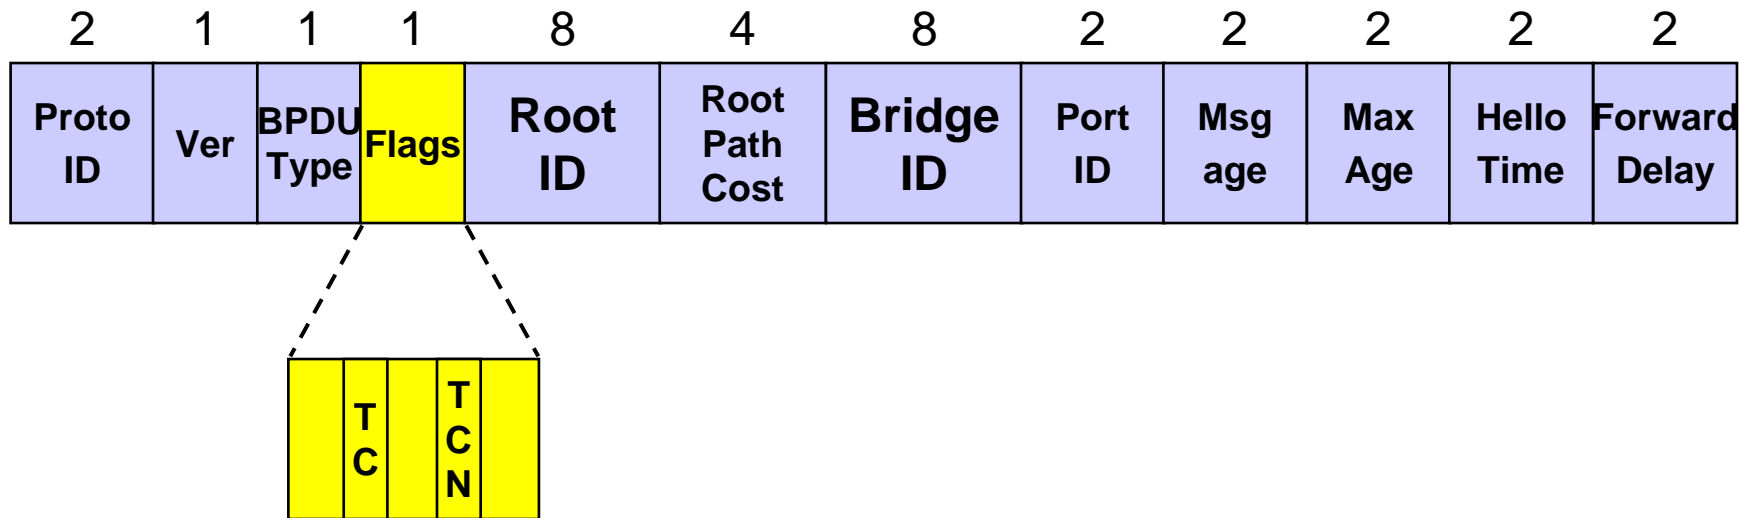 2 1 1 1 8 4 8 2 2 2 2 2
Proto
ID
Ver
BPDU
Type
Flags
Root
ID
Root
Path
Cost
Bridge
ID
Port
ID
Msg
age
Max
Age
Hello
Time
Forward
Delay
T
C
T
C
N